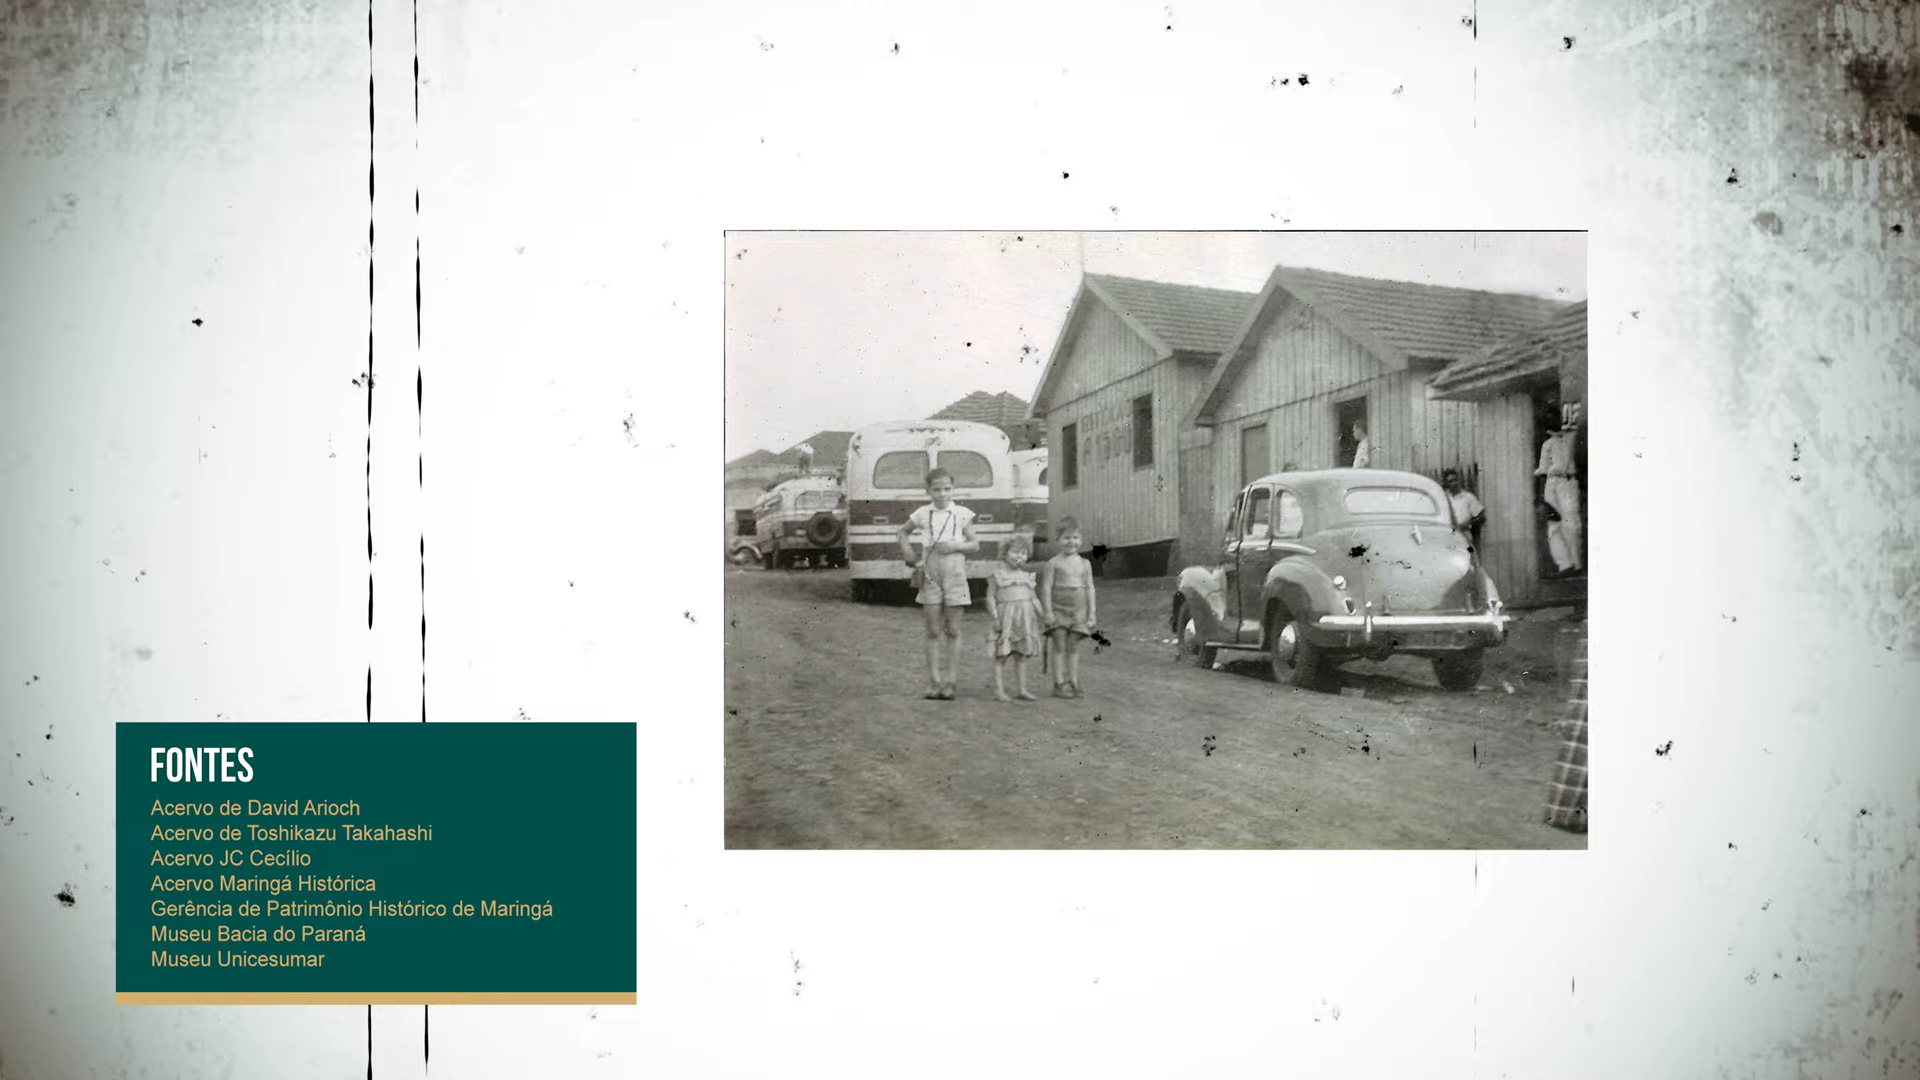 FONTES
Acervo de David Arioch
Acervo de Toshikazu Takahashi
Acervo JC Cecílio
Acervo Maringá Histórica
Gerência de Patrimônio Histórico de Maringá
Museu Bacia do Paraná
Museu Unicesumar